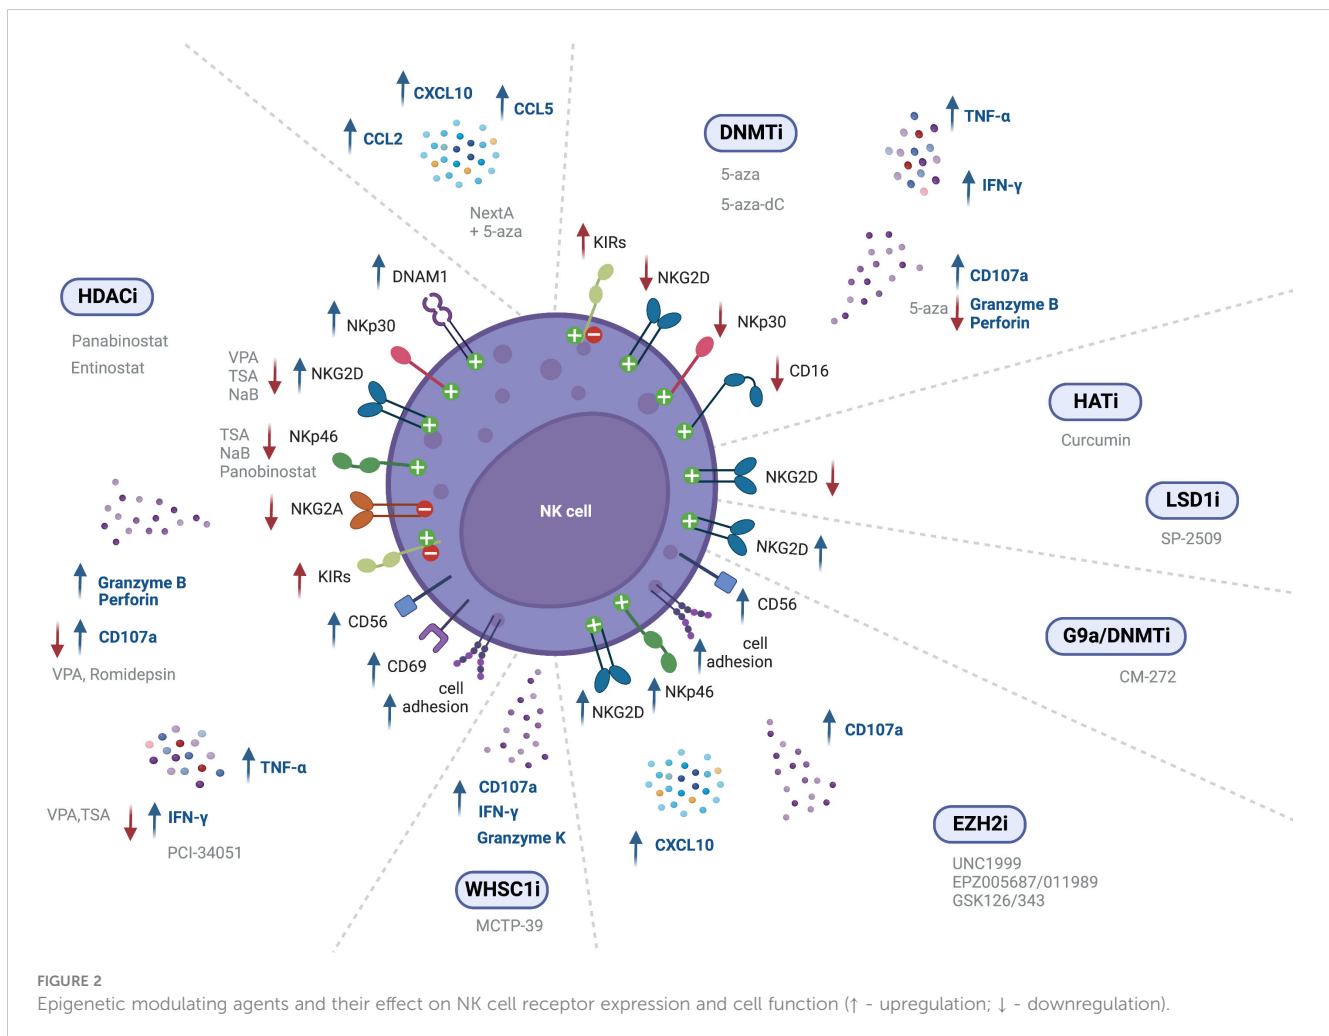 CXCL10
CCL5
CCL2
NextA
+ 5-aza
DNMTi
5-aza
5-aza-dC
TNF-α
IFN-γ
CD107a
5-aza
Granzyme B
Perforin
KIRs
NKG2D
NKp30
CD16
HDACi
Panabinostat
Entinostat
DNAM1
NKp30
VPA
TSA
NaB
NKG2D
TSA
NaB
Panobinostat
NKp46
NKG2A
KIRs
CD56
CD69
cell
adhesion
Granzyme B
Perforin
CD107a
VPA, Romidepsin
TNF-α
VPA,TSA
IFN-γ
PCI-34051
NK cell
HATi
Curcumin
NKG2D
LSD1i
SP-2509
NKG2D
G9a/DNMTi
CM-272
CD56
cell
adhesion
NKp46
NKG2D
CD107a
CXCL10
EZH2i
UNC1999
EPZ005687/011989
GSK126/343
CD107a
IFN-γ
Granzyme K
WHSC1i
MCTP-39
FIGURE 2
Epigenetic modulating agents and their effect on NK cell receptor expression and cell function (↑ - upregulation; ↓ - downregulation).